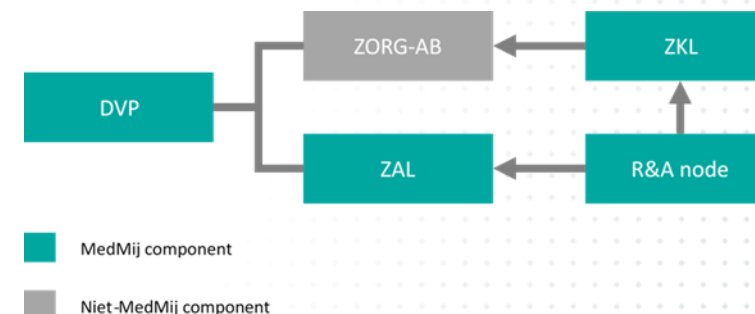 ZORG-AB
ZKL
DVP
ZAL
R&A node
MedMij component
Niet-MedMij component